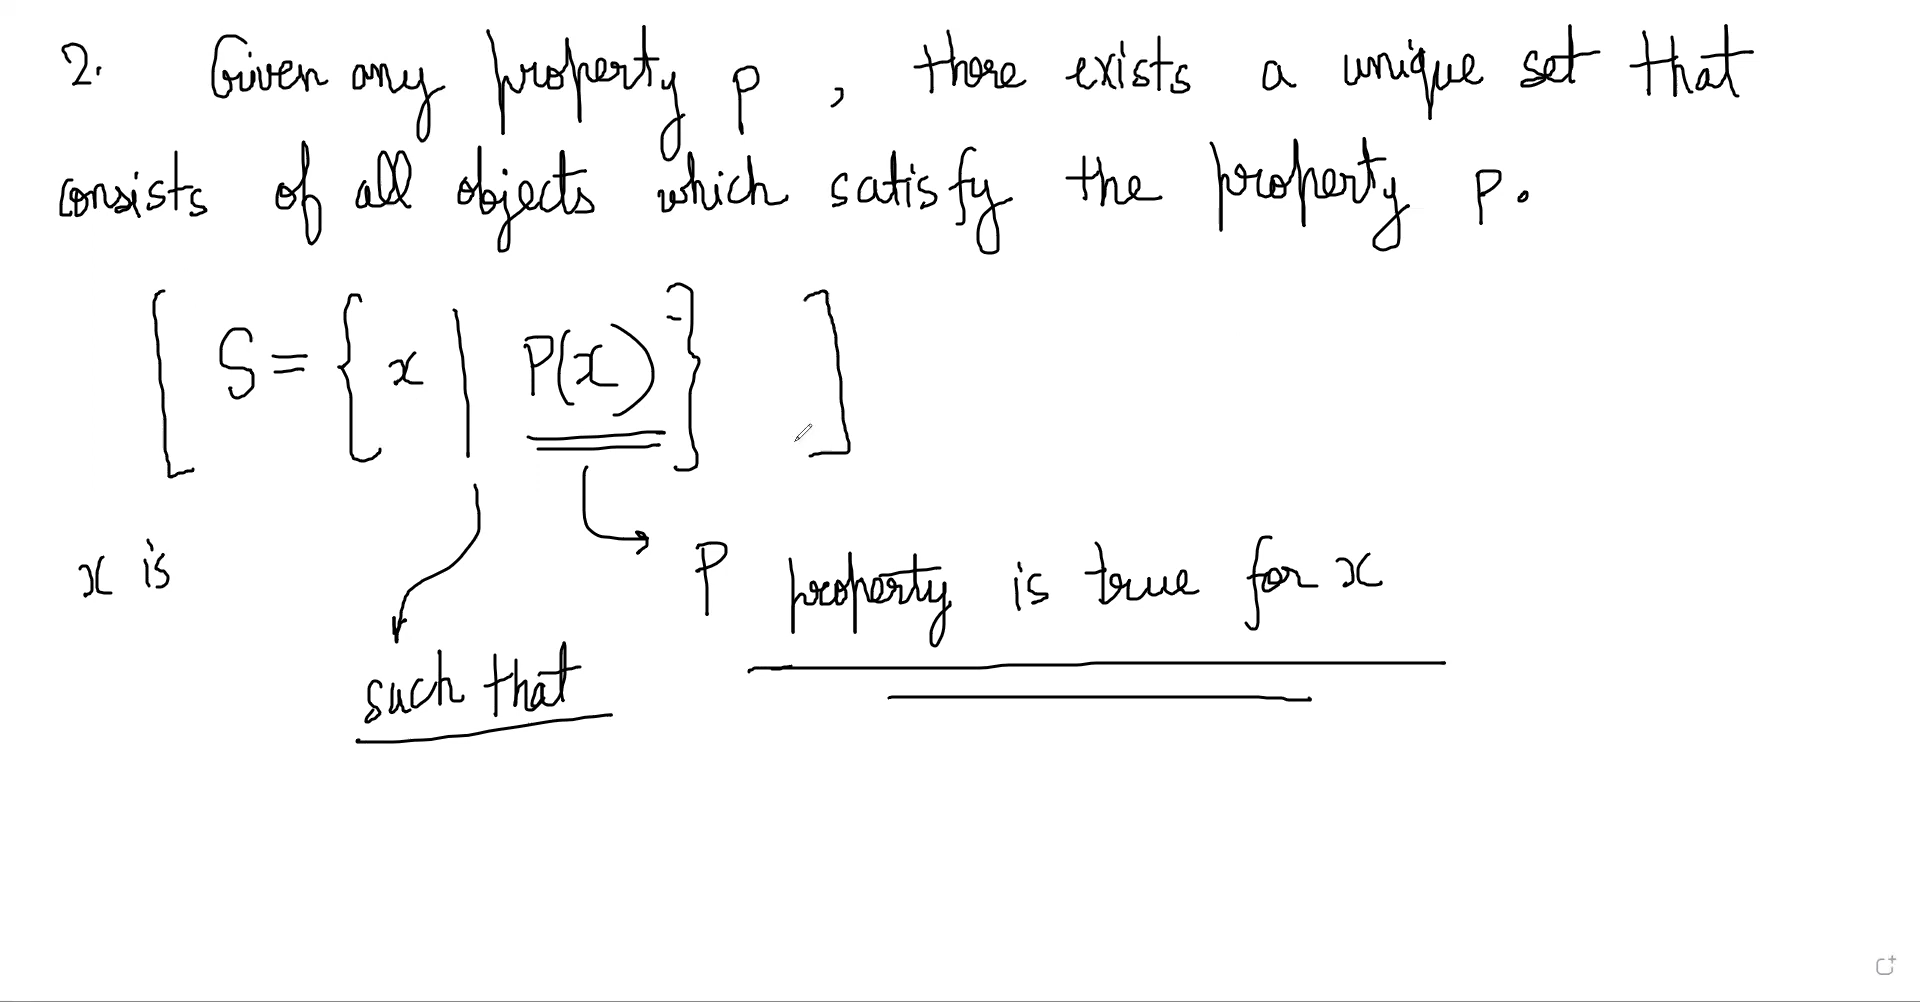 2. Given any property P, there exists a unique set that
consists of all objects which satisfy the property P.
[ S = { x | P(x) } ]
x is
P property is true for x
such that